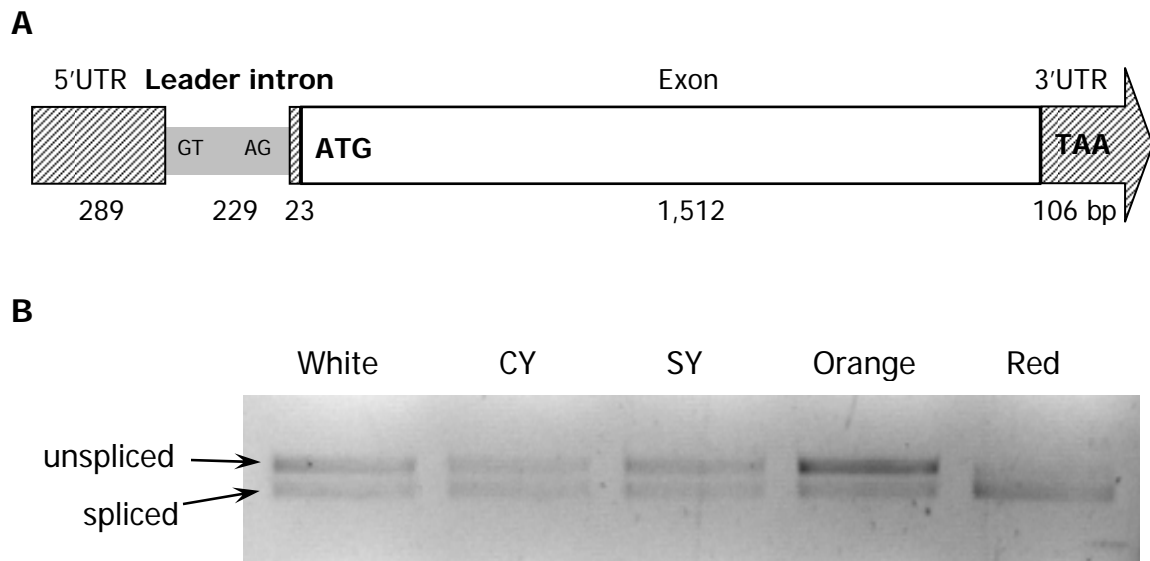 A
5'UTR Leader intron Exon 3'UTR
GT AG ATG TAA
289 229 23 1,512 106 bp
B
White CY SY Orange Red
unspliced
spliced